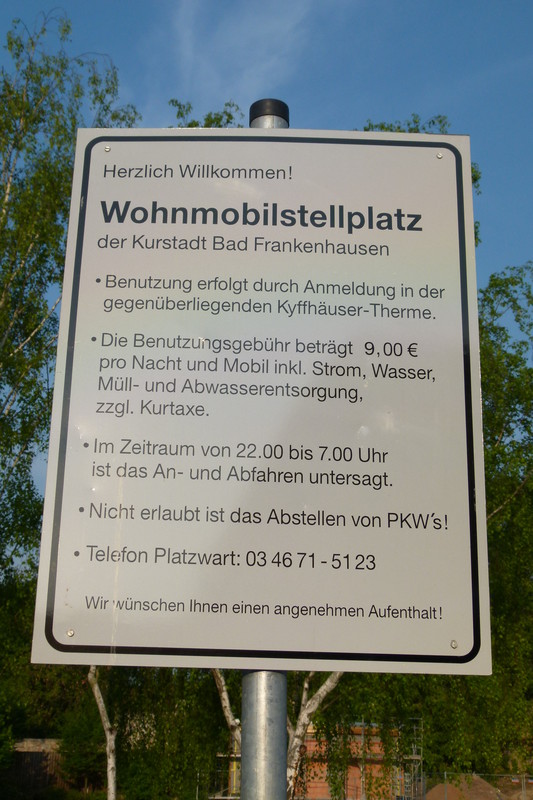 Herzlich Willkommen!
Wohnmobilstellplatz
der Kurstadt Bad Frankenhausen
• Benutzung erfolgt durch Anmeldung in der
gegenüberliegenden Kyffhäuser-Therme.
• Die Benutzungsgebühr beträgt 9,00 €
pro Nacht und Mobil inkl. Strom, Wasser,
Müll- und Abwasserentsorgung,
zzgl. Kurtaxe.
• Im Zeitraum von 22.00 bis 7.00 Uhr
ist das An- und Abfahren untersagt.
• Nicht erlaubt ist das Abstellen von PKW´s!
• Telefon Platzwart: 03 46 71 - 51 23
Wir wünschen Ihnen einen angenehmen Aufenthalt!